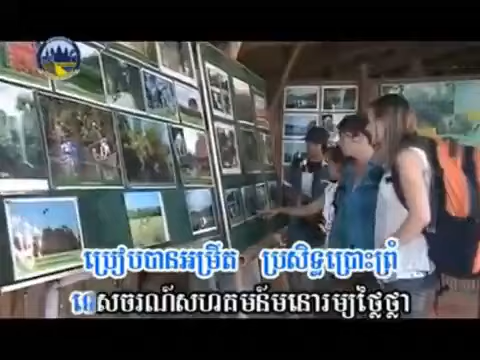 ប្រៀបបានអម្រឹត ប្រសិទ្ធព្រោះព្រំ
ទេសចរណ៍សហគមន៍មនោរម្យថ្លៃថ្លា